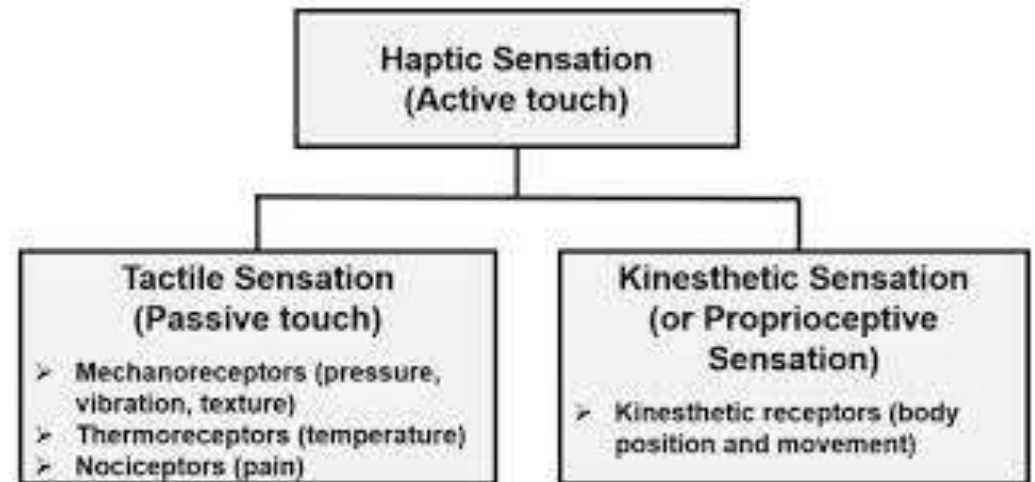 Haptic Sensation
(Active touch)
Tactile Sensation
(Passive touch)
➢ Mechanoreceptors (pressure,
vibration, texture)
➢ Thermoreceptors (temperature)
➢ Nociceptors (pain)
Kinesthetic Sensation
(or Proprioceptive
Sensation)
➢ Kinesthetic receptors (body
position and movement)